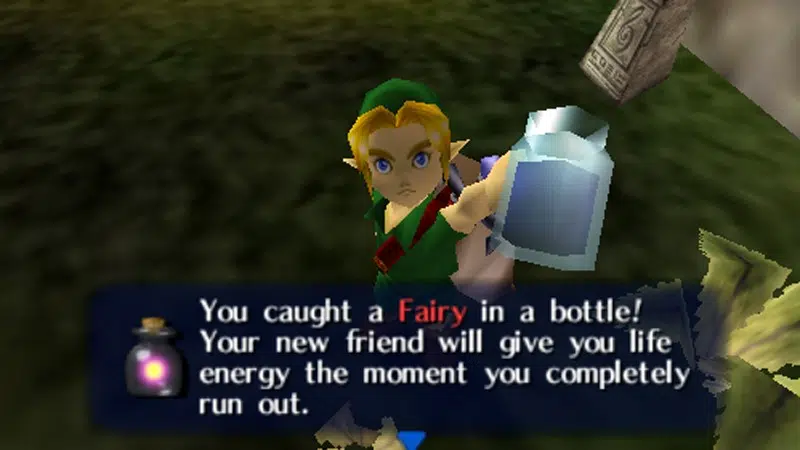 You caught a Fairy in a bottle!
Your new friend will give you life
energy the moment you completely
run out.